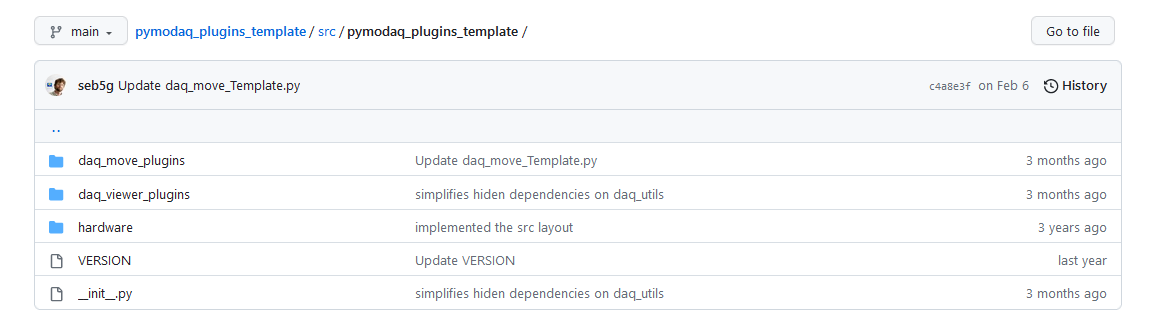 main pymodaq_plugins_template / src / pymodaq_plugins_template / Go to file
seb5g Update daq_move_Template.py c4a8e3f on Feb 6 History
..
daq_move_plugins Update daq_move_Template.py 3 months ago
daq_viewer_plugins simplifies hiden dependencies on daq_utils 3 months ago
hardware implemented the src layout 3 years ago
VERSION Update VERSION last year
__init__.py simplifies hiden dependencies on daq_utils 3 months ago